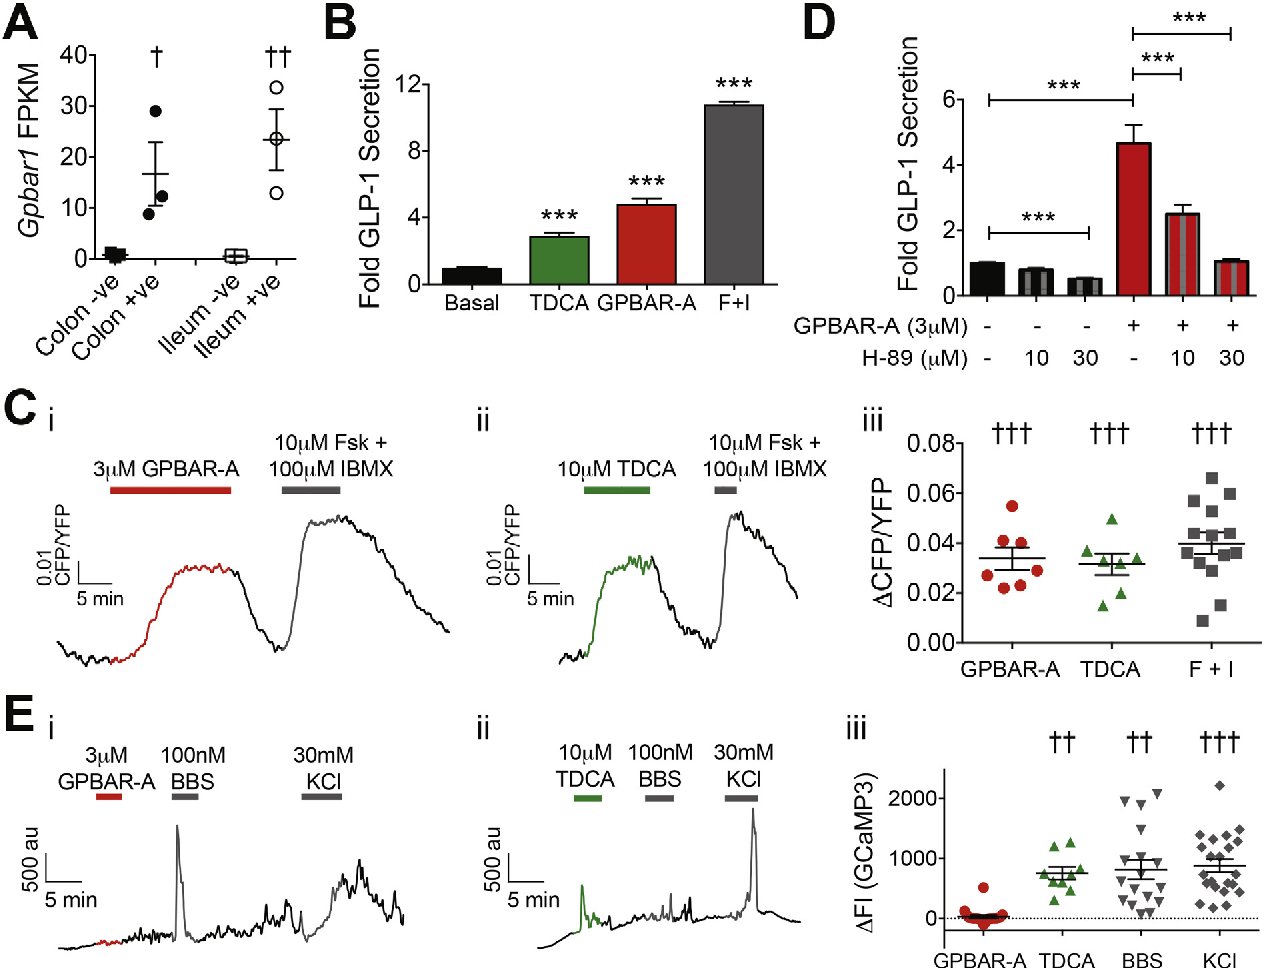 A
Gpbar1 FPKM
40
30
20
10
0
†
††
Colon -ve
Colon +ve
Ileum -ve
Ileum +ve
B
Fold GLP-1 Secretion
12
8
4
0
***
***
***
Basal
TDCA
GPBAR-A
F+I
D
Fold GLP-1 Secretion
6
4
2
0
***
***
***
***
GPBAR-A (3μM) - - - + + +
H-89 (μM) - 10 30 - 10 30
C
i
3μM GPBAR-A
10μM Fsk +
100μM IBMX
0.01
CFP/YFP
5 min
ii
10μM TDCA
10μM Fsk +
100μM IBMX
0.01
CFP/YFP
5 min
iii
ΔCFP/YFP
0.08
0.06
0.04
0.02
0.00
†††
†††
†††
GPBAR-A
TDCA
F + I
E
i
3μM
GPBAR-A
100nM
BBS
30mM
KCl
500 au
5 min
ii
10μM
TDCA
100nM
BBS
30mM
KCl
500 au
5 min
iii
ΔFI (GCaMP3)
2000
1000
0
††
††
†††
GPBAR-A
TDCA
BBS
KCl